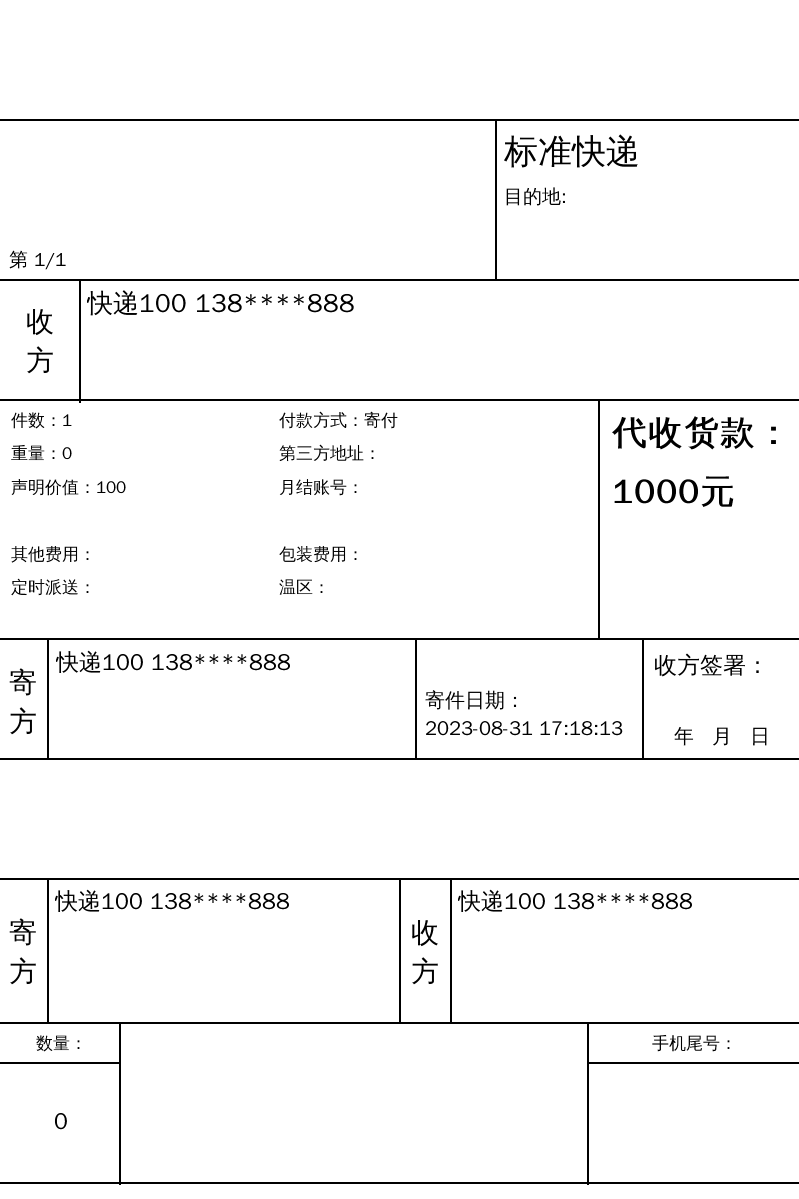 标准快递
目的地:
第 1/1
收方
快递100 138****888
件数：1
付款方式：寄付
重量：0
第三方地址：
声明价值：100
月结账号：
其他费用：
包装费用：
定时派送：
温区：
代收货款：
1000元
寄方
快递100 138****888
寄件日期：
2023-08-31 17:18:13
收方签署：
年 月 日
寄方
快递100 138****888
收方
快递100 138****888
数量：
手机尾号：
0